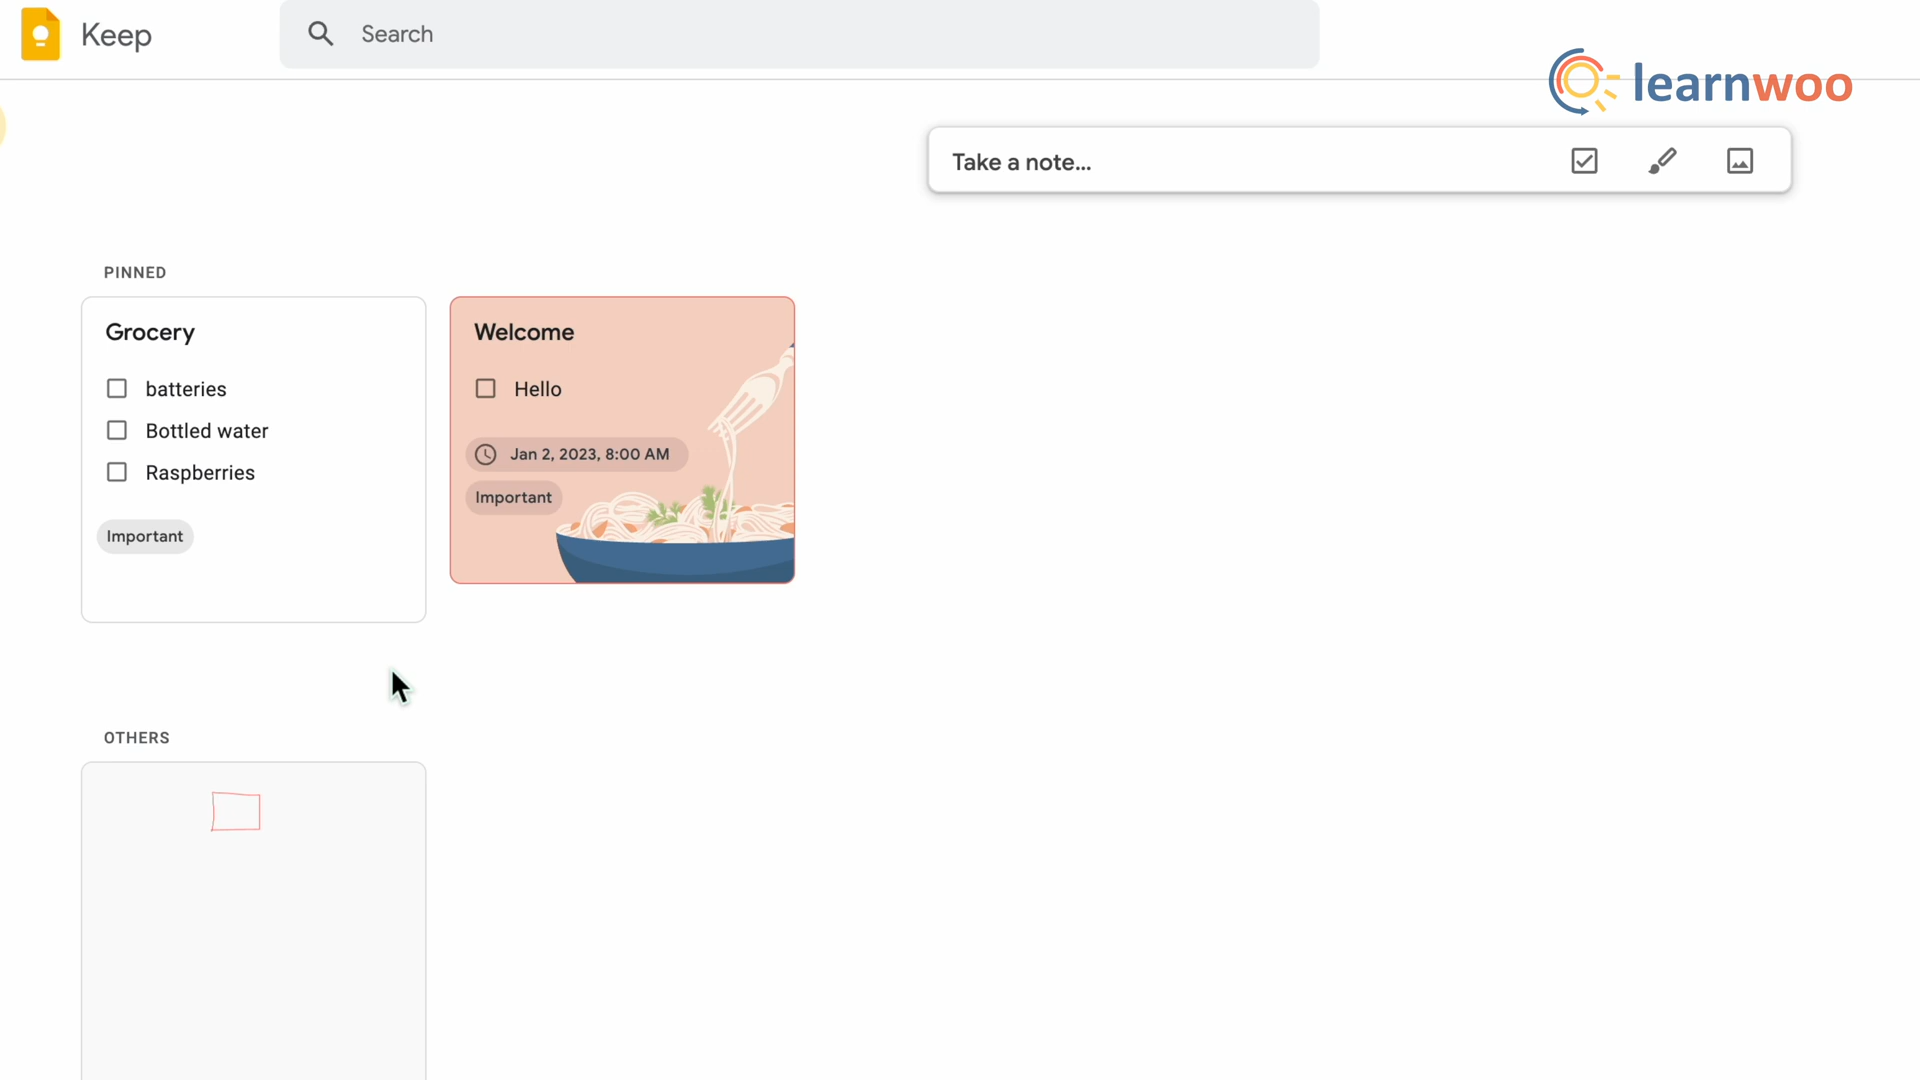 Keep
Search
learnwoo
Take a note...
PINNED
Grocery
batteries
Bottled water
Raspberries
Important
Welcome
Hello
Jan 2, 2023, 8:00 AM
Important
OTHERS